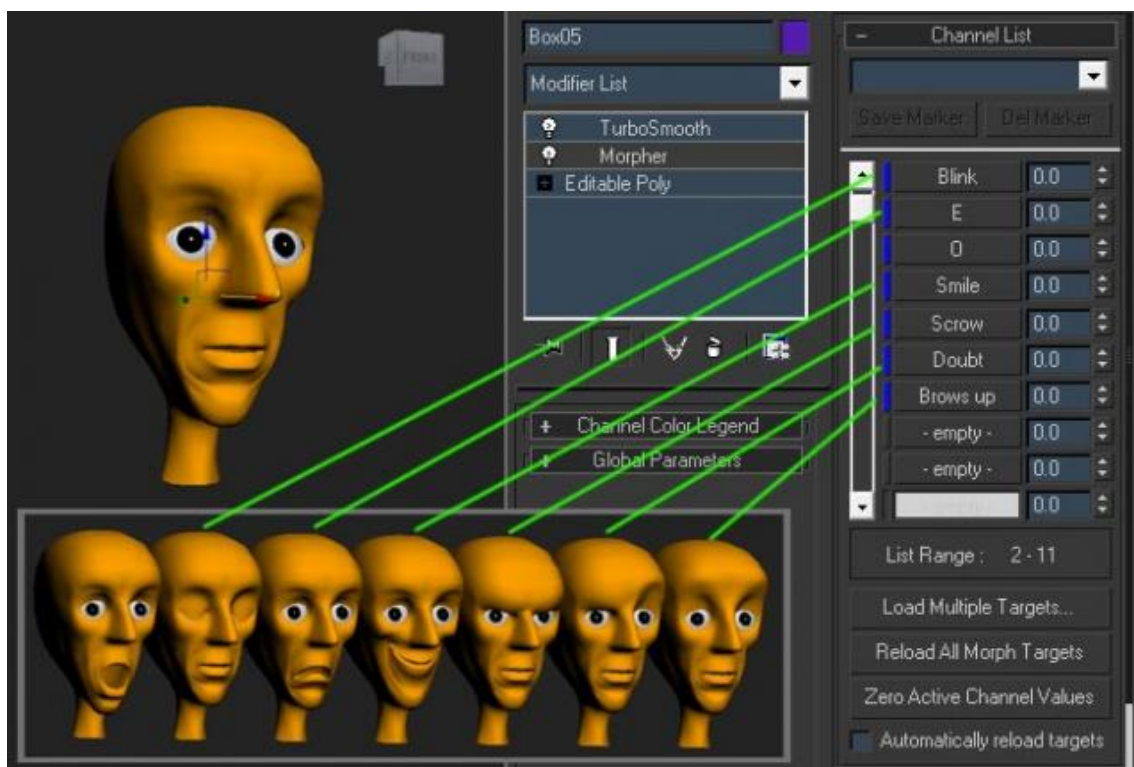 FRONT
Box05
Modifier List
TurboSmooth
Morpher
Editable Poly
+ Channel Color Legend
+ Global Parameters
- Channel List
Save Marker Del Marker
Blink 0.0
E 0.0
O 0.0
Smile 0.0
Scrow 0.0
Doubt 0.0
Brows up 0.0
- empty - 0.0
- empty - 0.0
0.0
List Range : 2 - 11
Load Multiple Targets...
Reload All Morph Targets
Zero Active Channel Values
Automatically reload targets